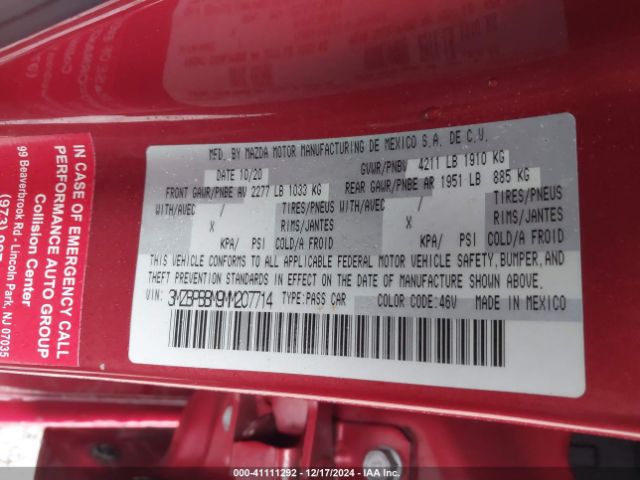 MFD. BY MAZDA MOTOR MANUFACTURING DE MEXICO S.A. DE C.V.
DATE 10/20 GVWR/PNBV 4211 LB 1910 KG
FRONT GAWR/PNBE AV 2277 LB 1033 KG REAR GAWR/PNBE AR 1951 LB 885 KG
WITH/AVEC / TIRES/PNEUS WITH/AVEC / TIRES/PNEUS
X RIMS/JANTES X RIMS/JANTES
KPA/ PSI COLD/A FROID KPA/ PSI COLD/A FROID
THIS VEHICLE CONFORMS TO ALL APPLICABLE FEDERAL MOTOR VEHICLE SAFETY, BUMPER, AND
THEFT PREVENTION STANDARDS IN EFFECT ON THE DATE OF MANUFACTURE SHOWN ABOVE.
VIN: 3MZBPBBM9MM207714 TYPE:PASS CAR COLOR CODE:46V MADE IN MEXICO
IN CASE OF EMERGENCY CALL
PERFORMANCE AUTO GROUP
Collision Center
99 Beaverbrook Rd - Lincoln Park, NJ 07035
(973)
000-41111292 - 12/17/2024 - IAA Inc.